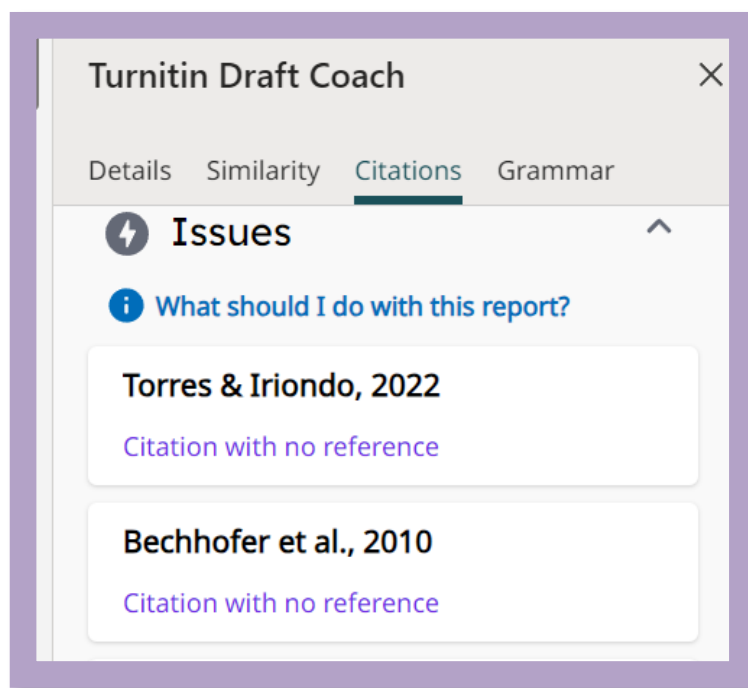 Turnitin Draft Coach
Details Similarity Citations Grammar
Issues
What should I do with this report?
Torres & Iriondo, 2022
Citation with no reference
Bechhofer et al., 2010
Citation with no reference